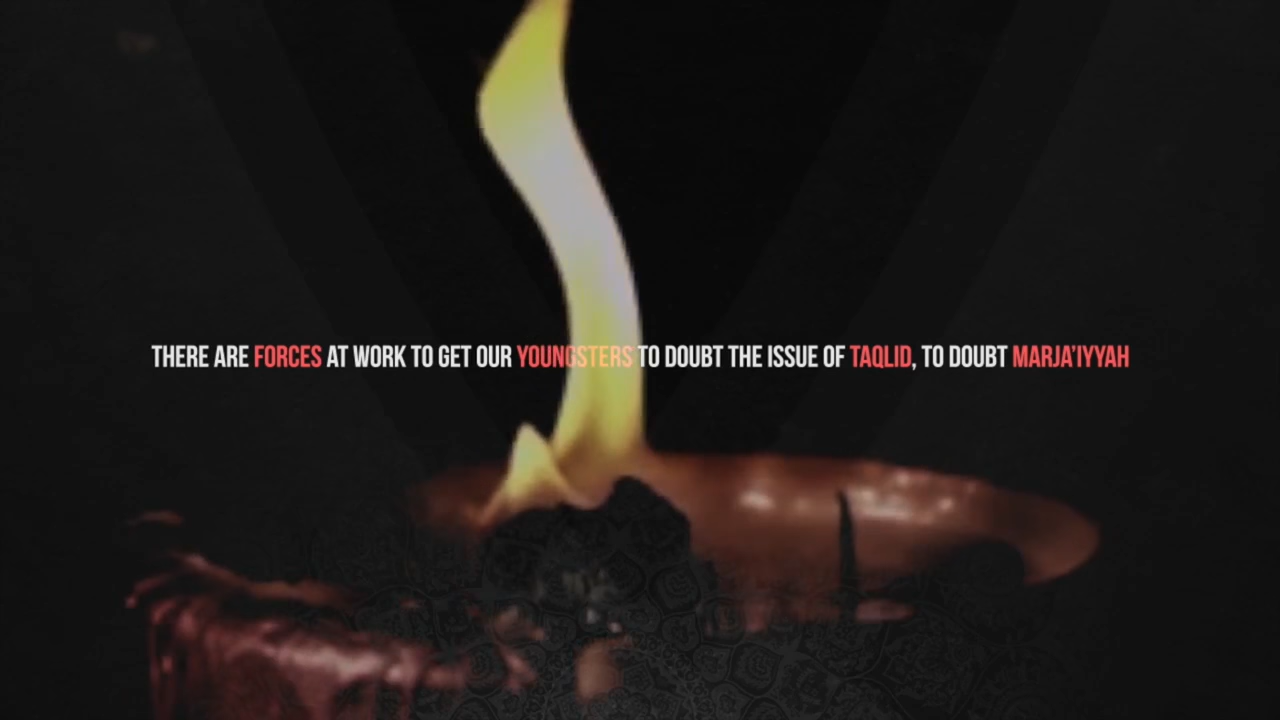 THERE ARE FORCES AT WORK TO GET OUR YOUNGSTERS TO DOUBT THE ISSUE OF TAQLID, TO DOUBT MARJA'IYYAH